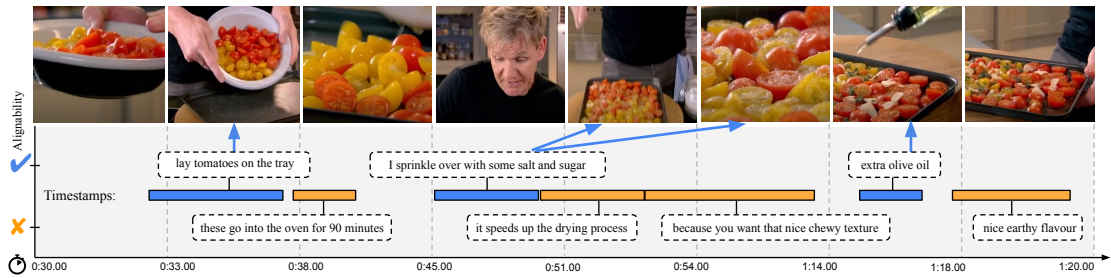 Alignability
lay tomatoes on the tray
I sprinkle over with some salt and sugar
extra olive oil
Timestamps:
these go into the oven for 90 minutes
it speeds up the drying process
because you want that nice chewy texture
nice earthy flavour
0:30.00
0:33.00
0:38.00
0:45.00
0:51.00
0:54.00
1:14.00
1:18.00
1:20.00